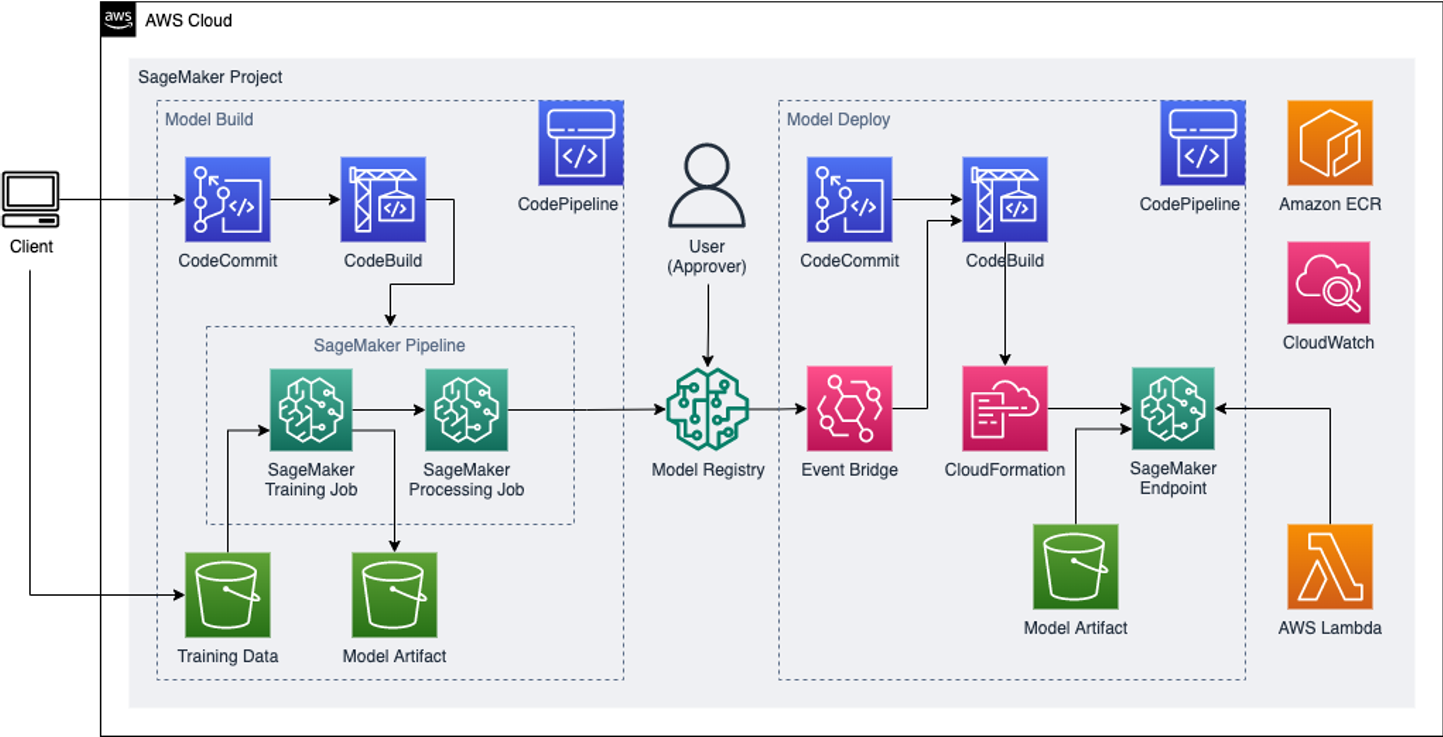 aws
AWS Cloud
SageMaker Project
Model Build
CodePipeline
CodeCommit
CodeBuild
Client
SageMaker Pipeline
SageMaker
Training Job
SageMaker
Processing Job
Training Data
Model Artifact
User
(Approver)
Model Registry
Model Deploy
CodePipeline
CodeCommit
CodeBuild
Event Bridge
CloudFormation
SageMaker
Endpoint
Model Artifact
Amazon ECR
CloudWatch
AWS Lambda